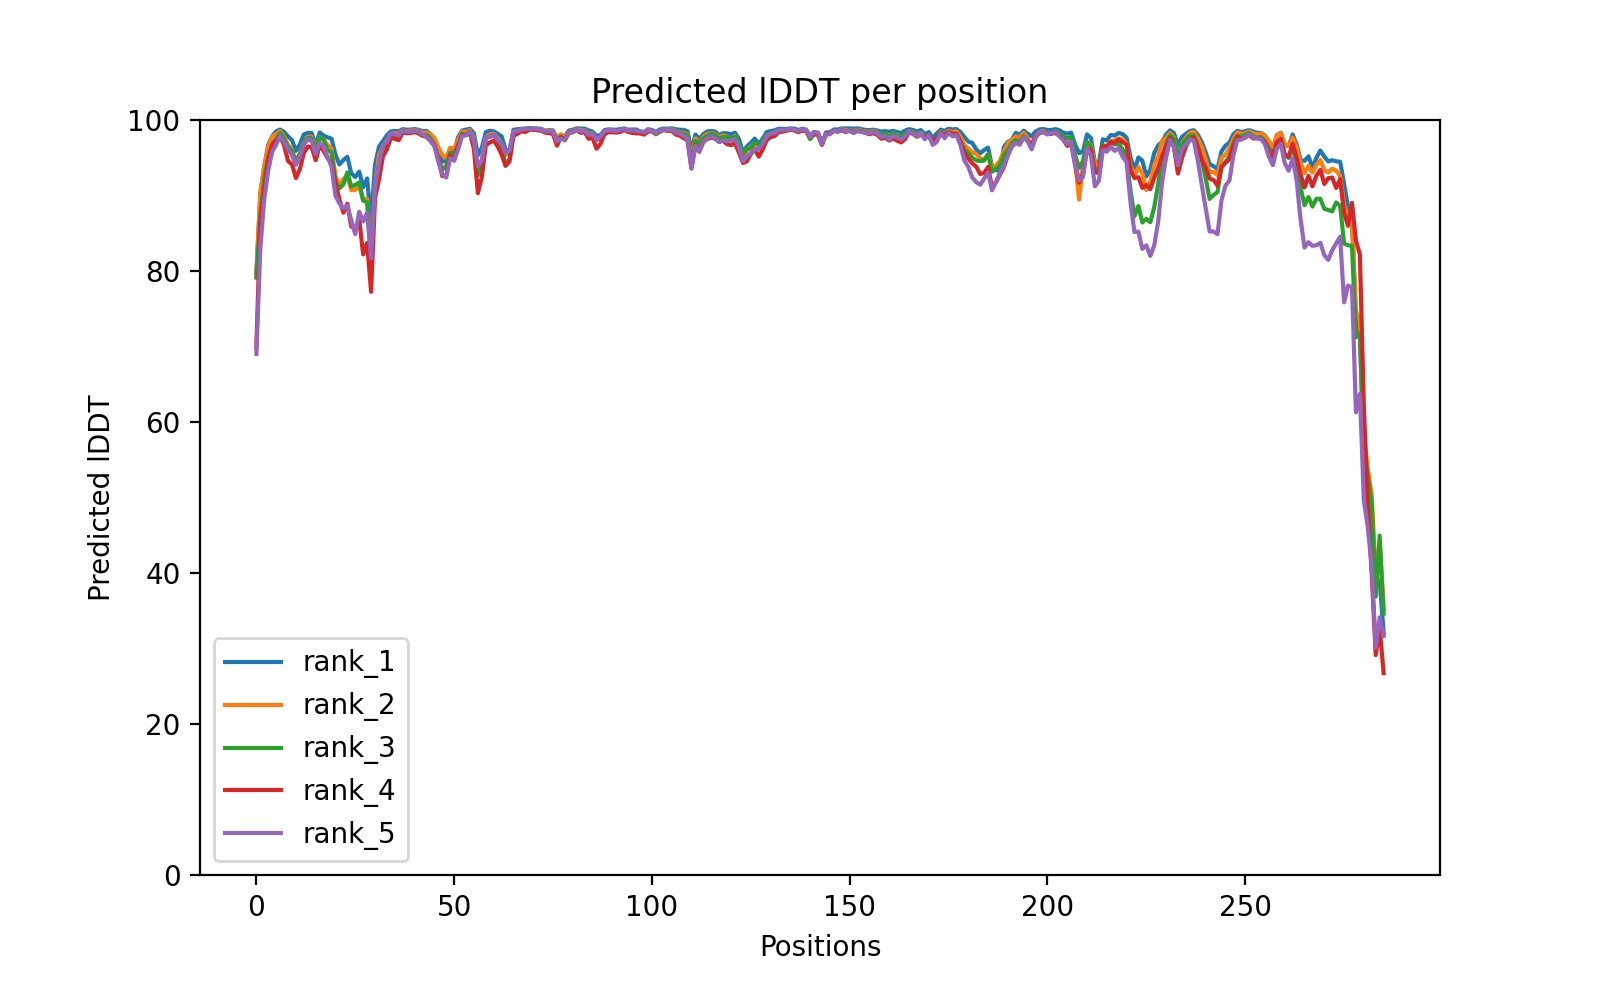 Predicted lDDT per position
100
80
60
40
20
0
Predicted lDDT
rank_1
rank_2
rank_3
rank_4
rank_5
0 50 100 150 200 250
Positions